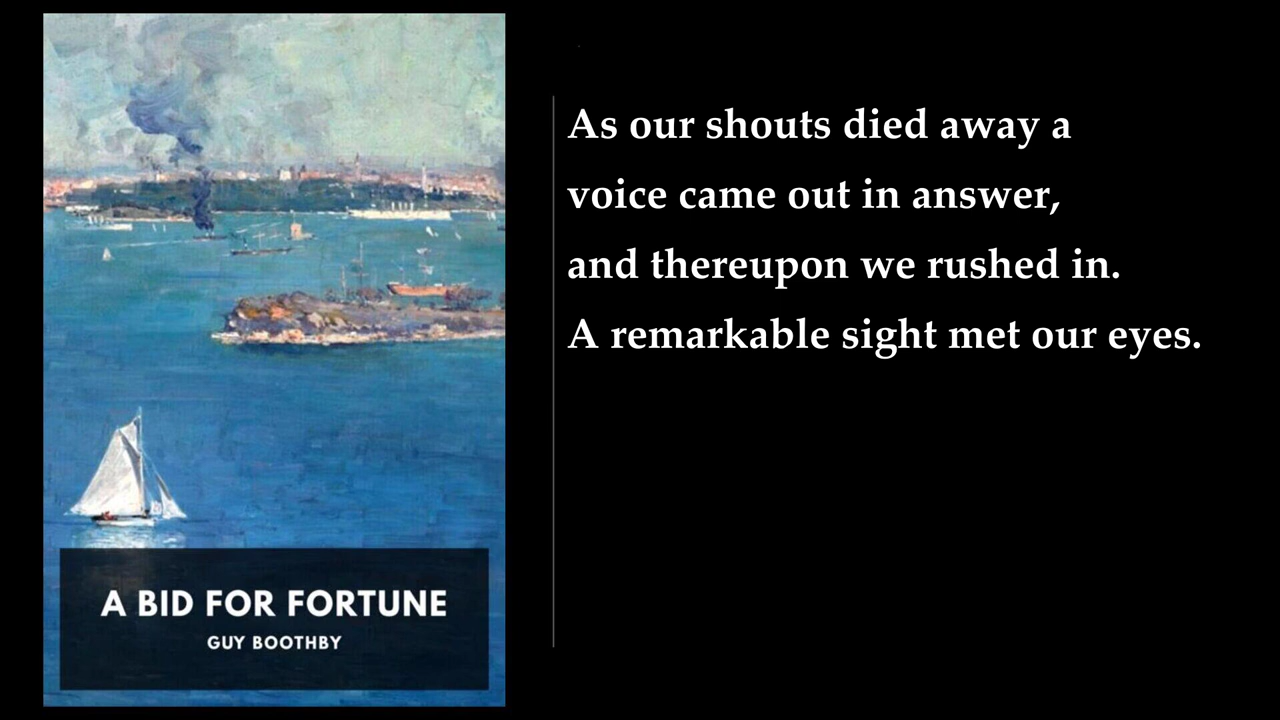 A BID FOR FORTUNE
GUY BOOTHBY
As our shouts died away a
voice came out in answer,
and thereupon we rushed in.
A remarkable sight met our eyes.